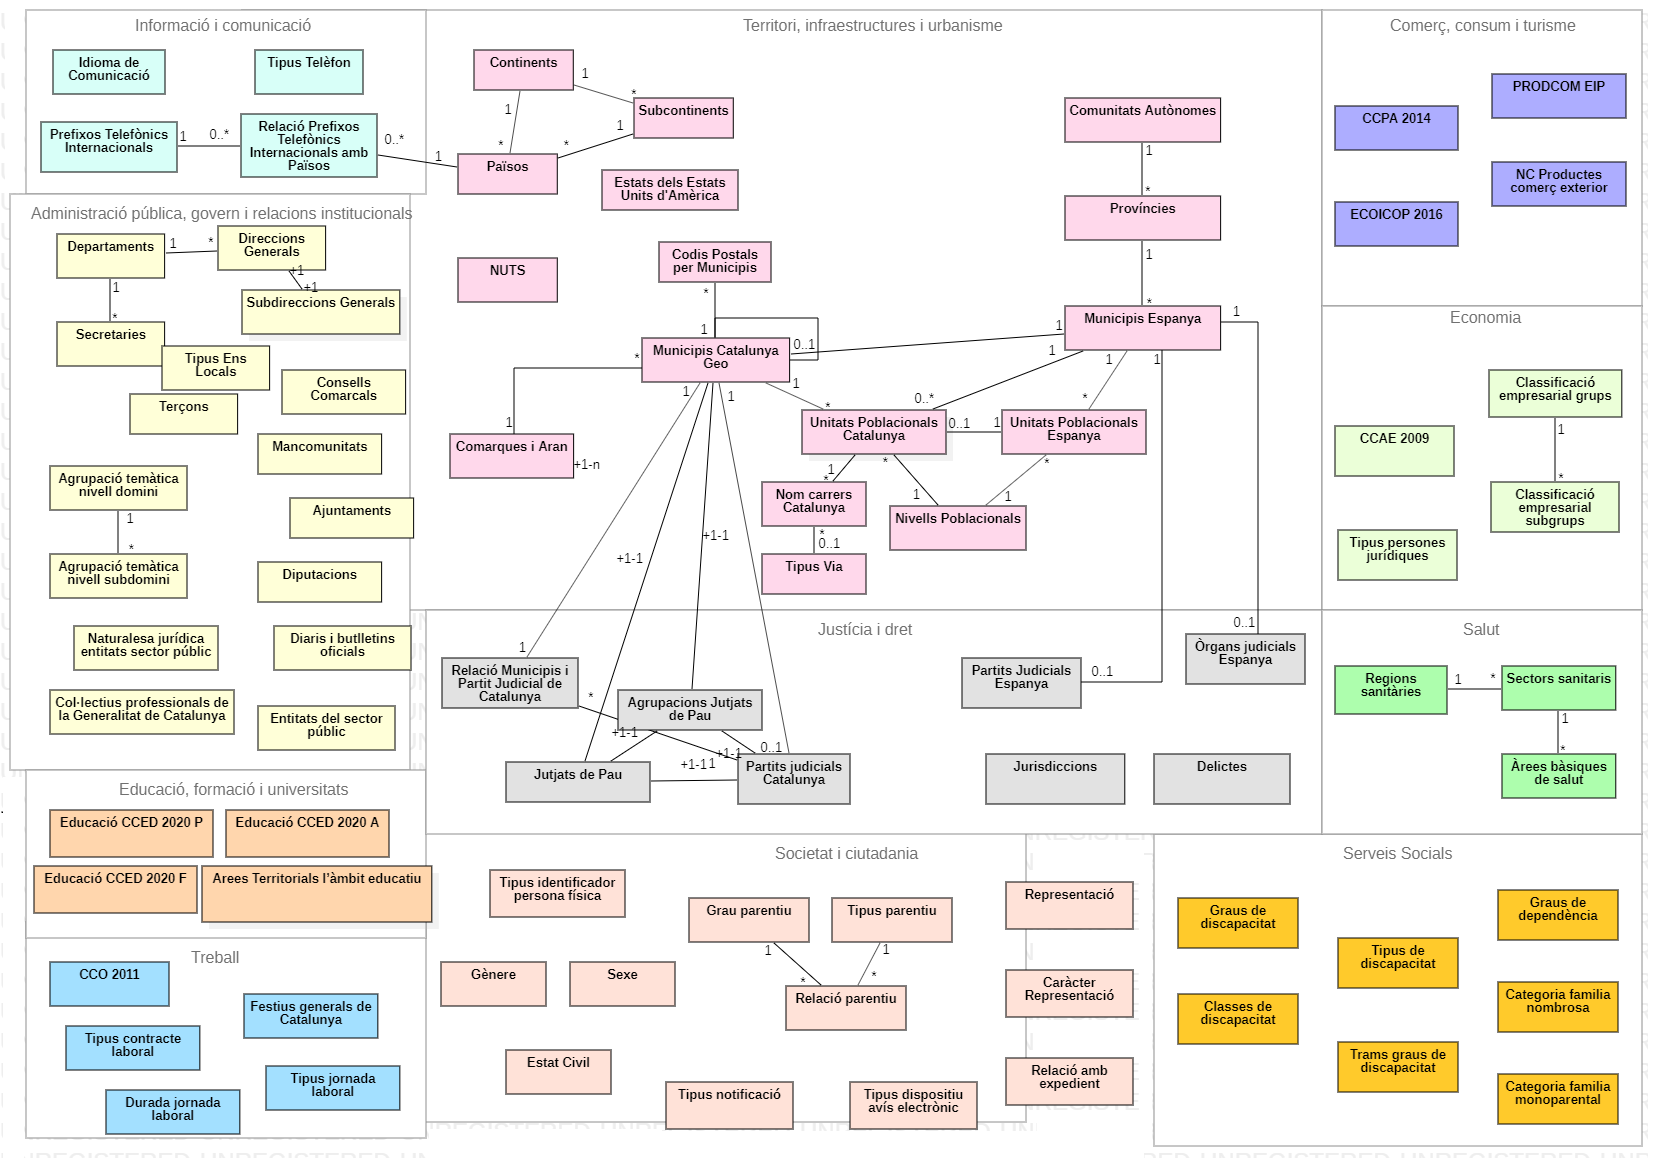 Informació i comunicació
Idioma de
Comunicació
Tipus Telèfon
Prefixos Telefònics
Internacionals
1
0..*
Relació Prefixos
Telefònics
Internacionals amb
Països
0..*
1
Territori, infraestructures i urbanisme
Continents
1
*
Subcontinents
1
*
1
*
Països
Estats dels Estats
Units d'Amèrica
NUTS
Codis Postals
per Municipis
*
1
Municipis Catalunya
Geo
0..1
1
*
1
Comarques i Aran
+1-n
Comunitats Autònomes
1
*
Províncies
1
*
Municipis Espanya
1
1
0..*
1
*
1
1
*
Unitats Poblacionals
Catalunya
0..1
1
Unitats Poblacionals
Espanya
1
*
Nom carrers
Catalunya
*
0..1
Tipus Via
*
1
*
1
Nivells Poblacionals
1
1
+1-1
+1-1
Comerç, consum i turisme
PRODCOM EIP
CCPA 2014
NC Productes
comerç exterior
ECOICOP 2016
Administració pública, govern i relacions institucionals
Departaments
1
*
Direccions
Generals
+1
+1
Subdireccions Generals
1
*
Secretaries
Tipus Ens
Locals
Terçons
Consells
Comarcals
Mancomunitats
Agrupació temàtica
nivell domini
1
*
Agrupació temàtica
nivell subdomini
Ajuntaments
Diputacions
Naturalesa jurídica
entitats sector públic
Diaris i butlletins
oficials
Col·lectius professionals de
la Generalitat de Catalunya
Entitats del sector
públic
Economia
Classificació
empresarial grups
1
*
Classificació
empresarial
subgrups
CCAE 2009
Tipus persones
jurídiques
Justícia i dret
1
Relació Municipis i
Partit Judicial de
Catalunya
*
Agrupacions Jutjats
de Pau
+1-1
+1-1
0..1
Jutjats de Pau
+1-1
1
Partits judicials
Catalunya
Partits Judicials
Espanya
0..1
0..1
Òrgans judicials
Espanya
Jurisdiccions
Delictes
Salut
Regions
sanitàries
1
*
Sectors sanitaris
1
*
Àrees bàsiques
de salut
Educació, formació i universitats
Educació CCED 2020 P
Educació CCED 2020 A
Educació CCED 2020 F
Arees Territorials l'àmbit educatiu
Treball
CCO 2011
Festius generals de
Catalunya
Tipus contracte
laboral
Tipus jornada
laboral
Durada jornada
laboral
Societat i ciutadania
Tipus identificador
persona física
Grau parentiu
Tipus parentiu
1
*
1
*
Relació parentiu
Gènere
Sexe
Estat Civil
Tipus notificació
Tipus dispositiu
avís electrònic
Representació
Caràcter
Representació
Relació amb
expedient
Serveis Socials
Graus de
discapacitat
Graus de
dependència
Tipus de
discapacitat
Classes de
discapacitat
Categoria familia
nombrosa
Trams graus de
discapacitat
Categoria familia
monoparental